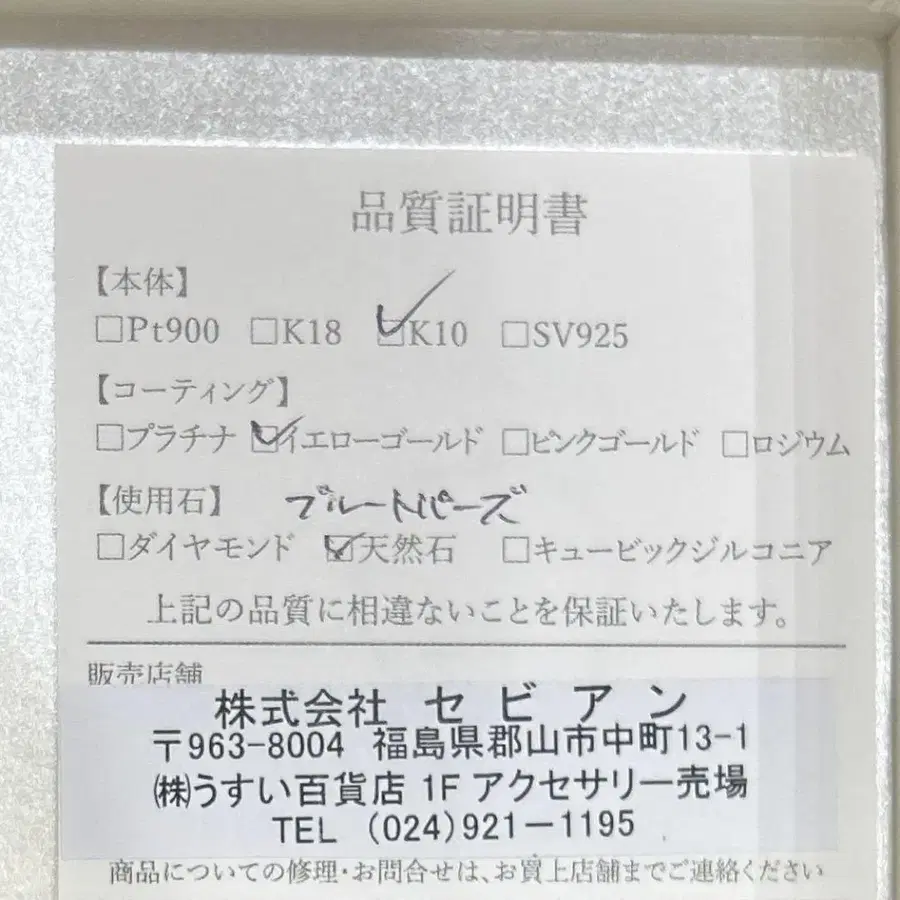 品質証明書
【本体】
□Pt900 □K18 ☑K10 □SV925
【コーティング】
□プラチナ ☑イエローゴールド □ピンクゴールド □ロジウム
【使用石】 ブルートパーズ
□ダイヤモンド ☑天然石 □キュービックジルコニア
上記の品質に相違ないことを保証いたします。
販売店舗
株式会社 セビアン
〒963-8004 福島県郡山市中町13-1
㈱うすい百貨店 1F アクセサリー売場
TEL (024)921-1195
商品についての修理・お問合せは、お買上店舗までご連絡ください